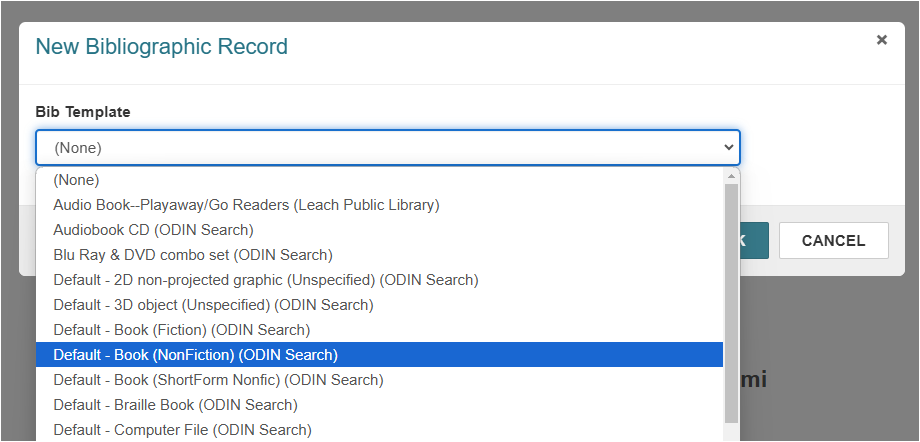 New Bibliographic Record
×
Bib Template
(None)
(None)
Audio Book--Playaway/Go Readers (Leach Public Library)
Audiobook CD (ODIN Search)
Blu Ray & DVD combo set (ODIN Search)
Default - 2D non-projected graphic (Unspecified) (ODIN Search)
Default - 3D object (Unspecified) (ODIN Search)
Default - Book (Fiction) (ODIN Search)
Default - Book (NonFiction) (ODIN Search)
Default - Book (ShortForm Nonfic) (ODIN Search)
Default - Braille Book (ODIN Search)
Default - Computer File (ODIN Search)
K
CANCEL
mi